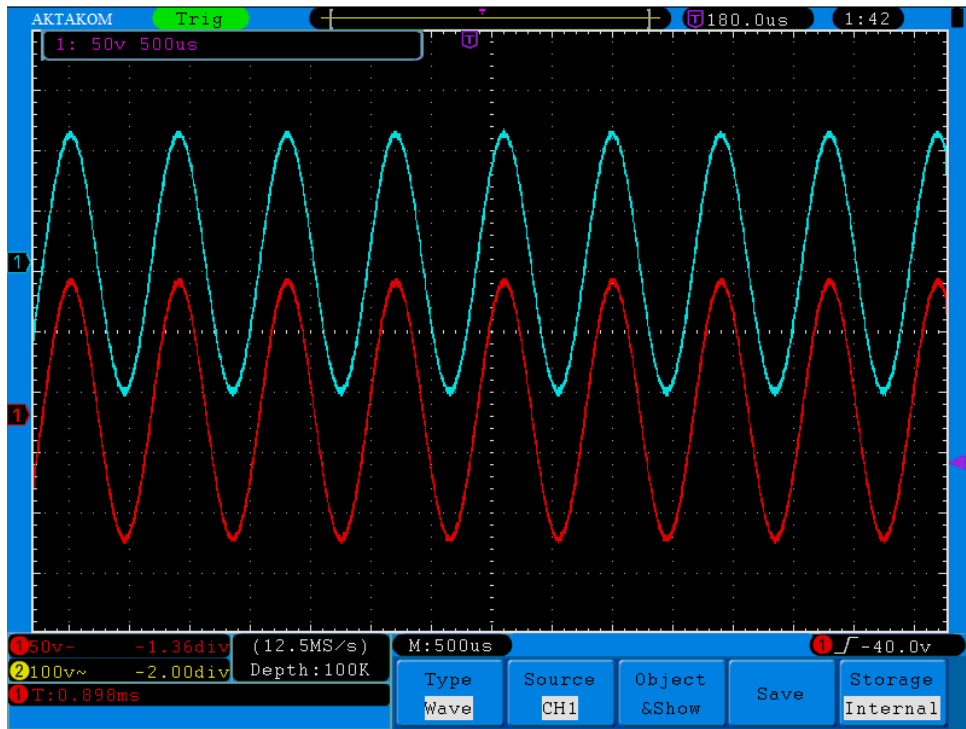 AKTAKOM Trig T T180.0us 1:42
1: 50v 500us T
1
1
1 50v- -1.36div (12.5MS/s) M:500us 1 -40.0v
2 100v~ -2.00div Depth:100K
1 T:0.898ms
Type Source Object Save Storage
Wave CH1 &Show Internal